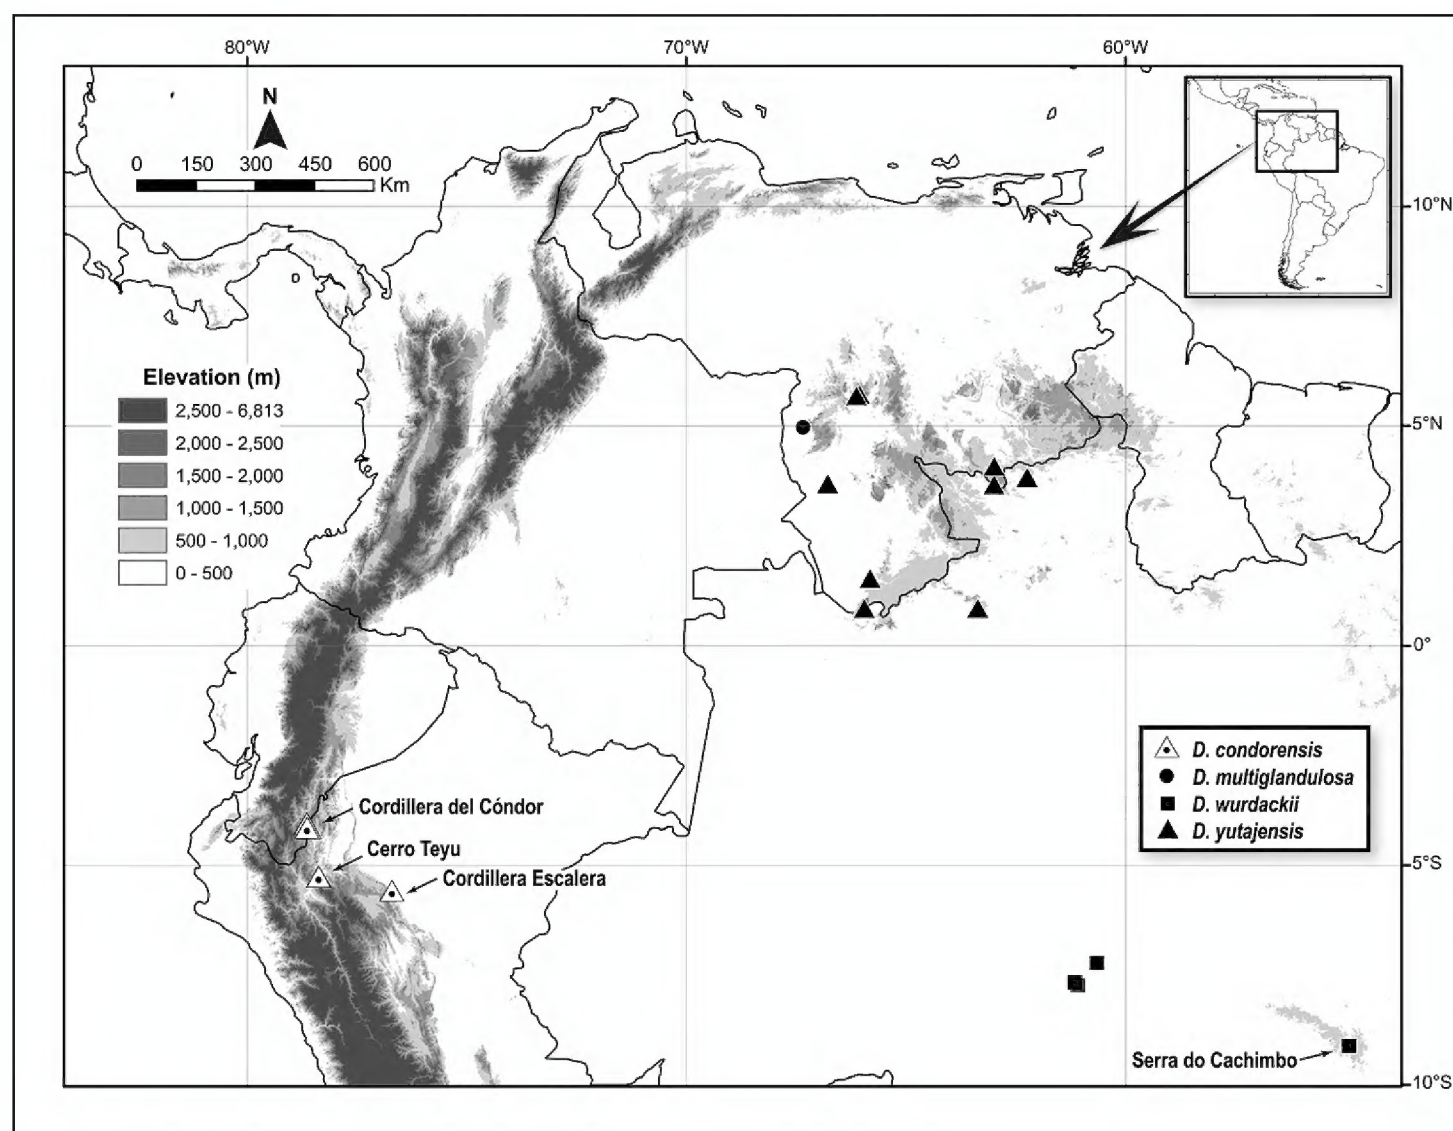 80°W 70°W 60°W
N
0 150 300 450 600
Km
10°N
Elevation (m)
2,500 - 6,813
2,000 - 2,500
1,500 - 2,000
1,000 - 1,500
500 - 1,000
0 - 500
5°N
0°
D. condorensis
D. multiglandulosa
D. wurdackii
D. yutajensis
Cordillera del Cóndor
Cerro Teyu
Cordillera Escalera
5°S
Serra do Cachimbo
10°S